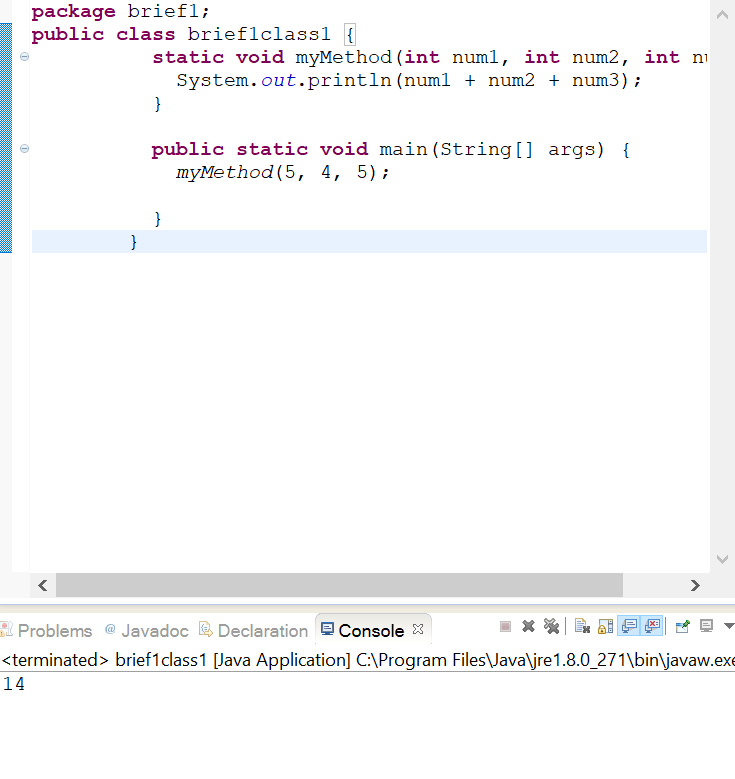 package brief1;
public class brief1class1 {
static void myMethod(int num1, int num2, int
System.out.println(num1 + num2 + num3);
}
public static void main(String[] args) {
myMethod(5, 4, 5);
}
}
Problems @ Javadoc Declaration Console
<terminated> brief1class1 [Java Application] C:\Program Files\Java\jre1.8.0_271\bin\javaw.exe
14